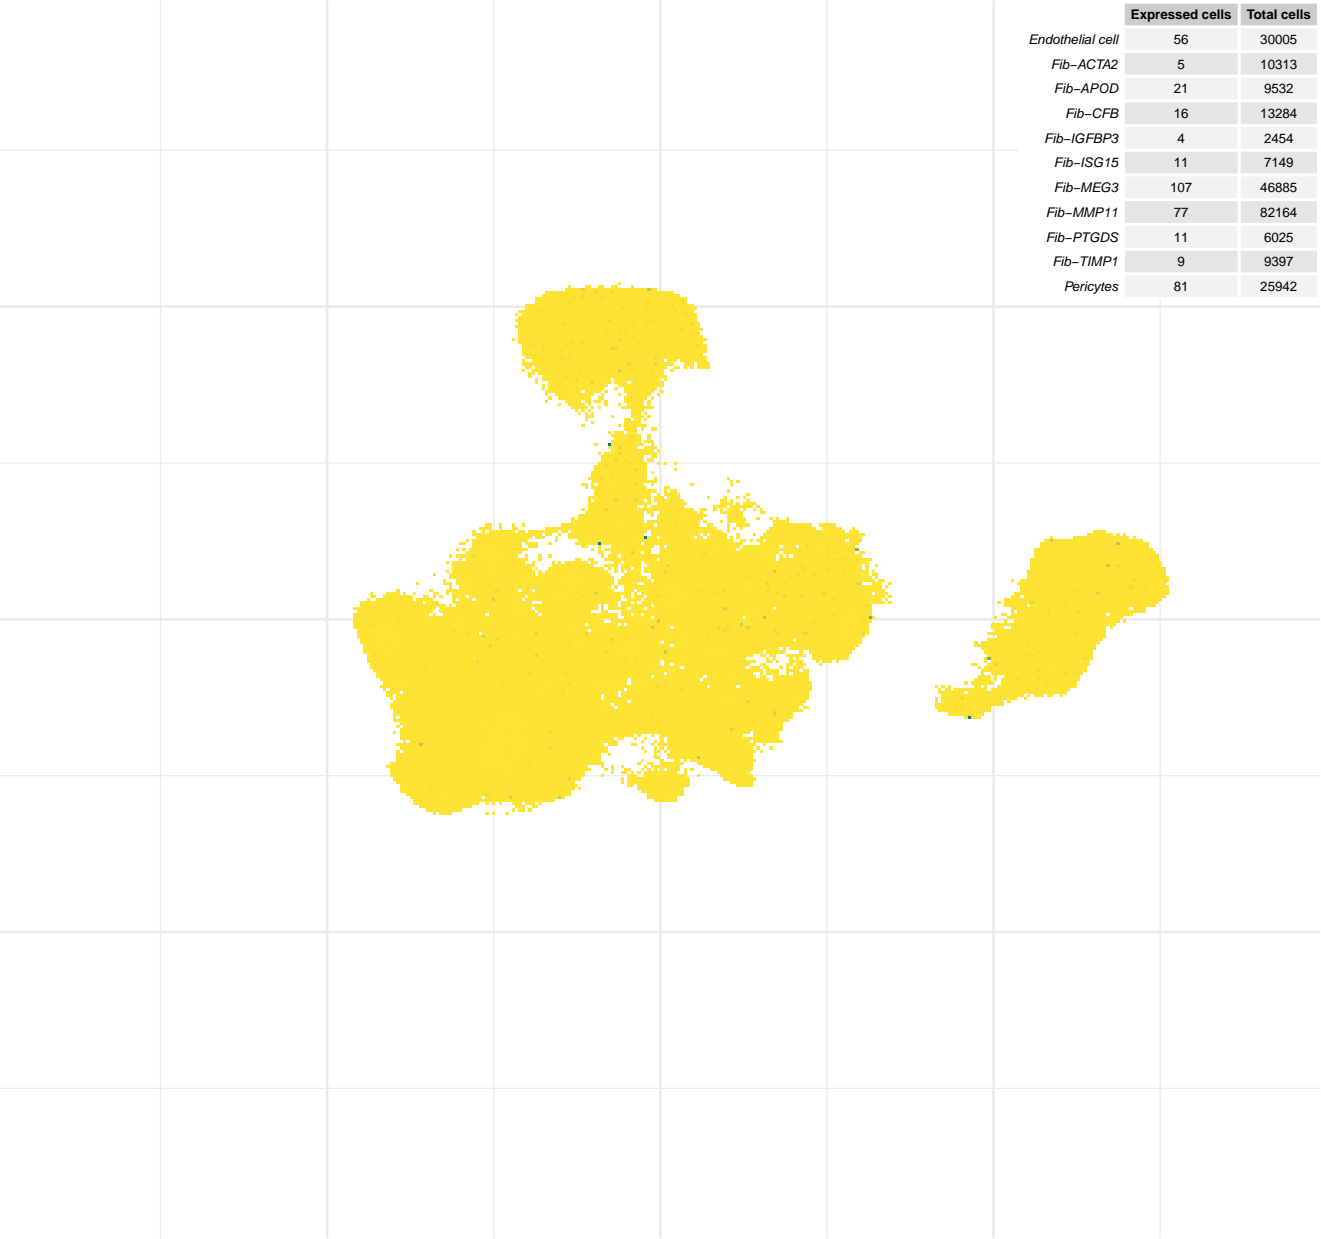 Expressed cells Total cells
Endothelial cell 56 30005
Fib−ACTA2 5 10313
Fib−APOD 21 9532
Fib−CFB 16 13284
Fib−IGFBP3 4 2454
Fib−ISG15 11 7149
Fib−MEG3 107 46885
Fib−MMP11 77 82164
Fib−PTGDS 11 6025
Fib−TIMP1 9 9397
Pericytes 81 25942